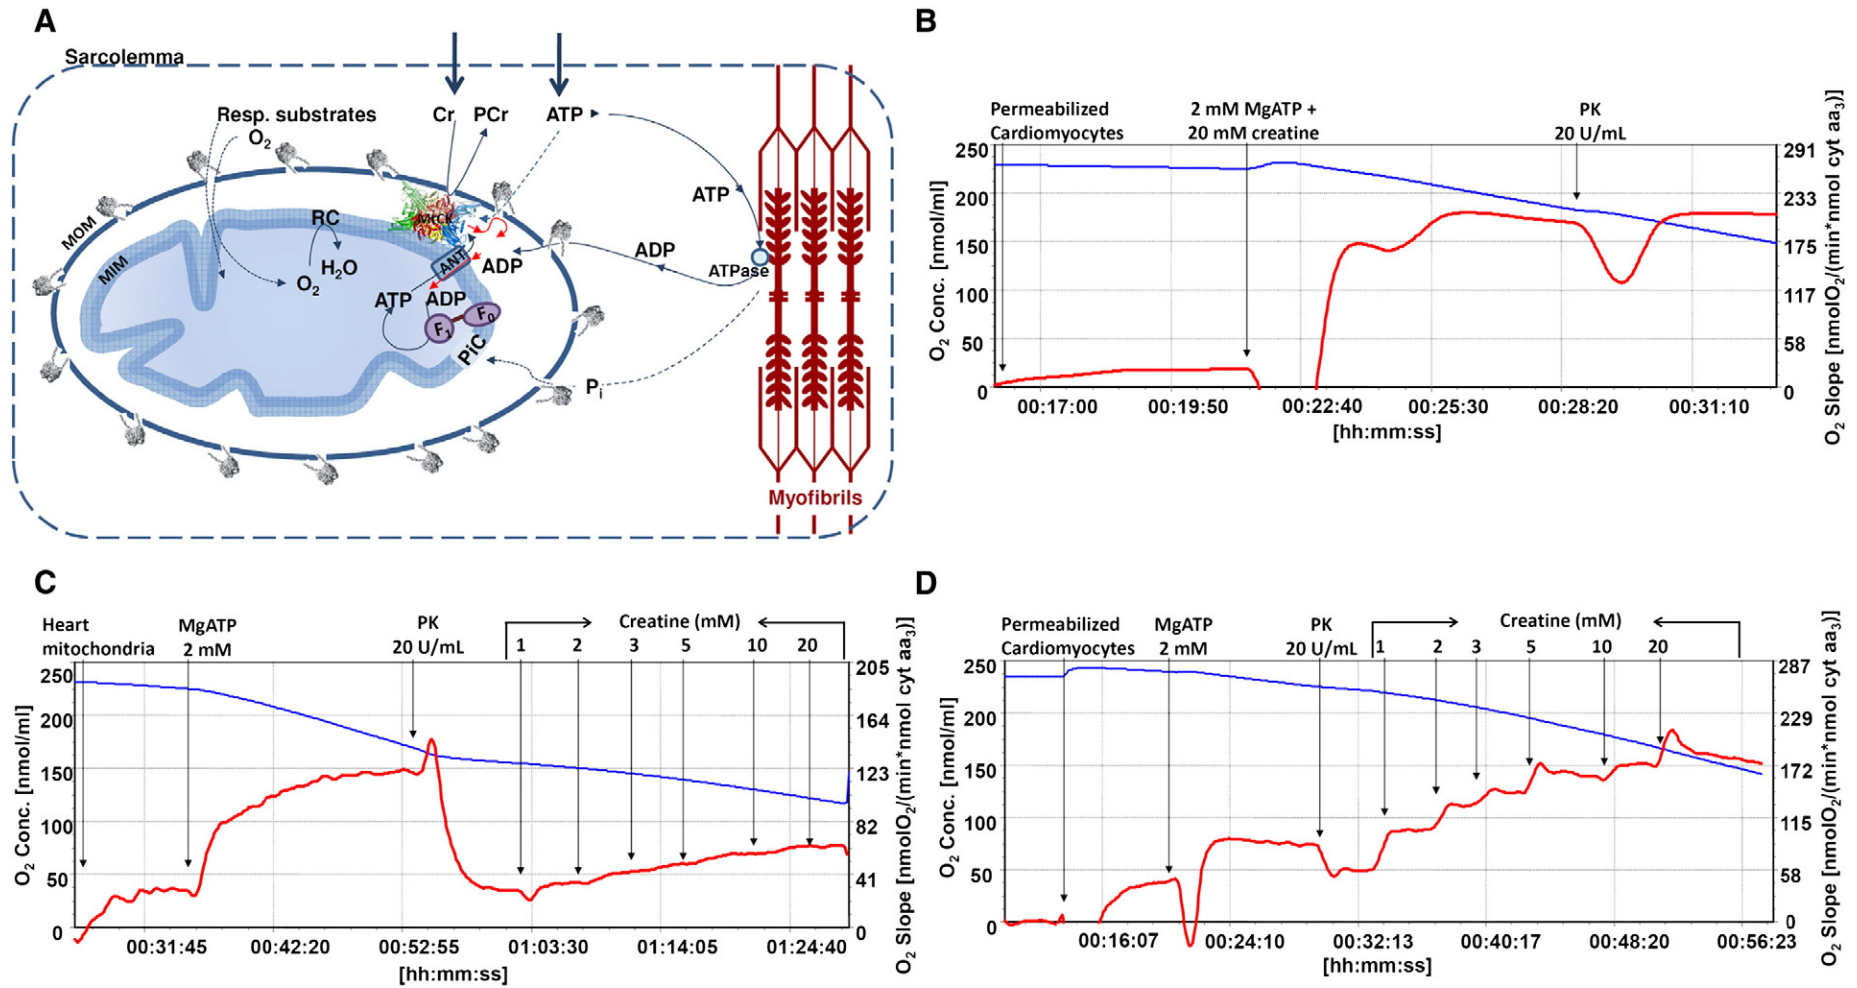 A
Sarcolemma
Resp. substrates
O2
Cr
PCr
ATP
ATP
MOM
MIM
RC
H2O
O2
MtCK
ANT
ADP
ADP
ATPase
ATP
ADP
F1
F0
PiC
Pi
Myofibrils
B
Permeabilized
Cardiomyocytes
2 mM MgATP +
20 mM creatine
PK
20 U/mL
O2 Conc. [nmol/ml]
250
200
150
100
50
0
291
233
175
117
58
0
O2 Slope [nmolO2/(min*nmol cyt aa3)]
00:17:00 00:19:50 00:22:40 00:25:30 00:28:20 00:31:10
[hh:mm:ss]
C
Heart
mitochondria
MgATP
2 mM
PK
20 U/mL
Creatine (mM)
1 2 3 5 10 20
O2 Conc. [nmol/ml]
250
200
150
100
50
0
205
164
123
82
41
0
O2 Slope [nmolO2/(min*nmol cyt aa3)]
00:31:45 00:42:20 00:52:55 01:03:30 01:14:05 01:24:40
[hh:mm:ss]
D
Permeabilized
Cardiomyocytes
MgATP
2 mM
PK
20 U/mL
Creatine (mM)
1 2 3 5 10 20
O2 Conc. [nmol/ml]
250
200
150
100
50
0
287
229
172
115
58
0
O2 Slope [nmolO2/(min*nmol cyt aa3)]
00:16:07 00:24:10 00:32:13 00:40:17 00:48:20 00:56:23
[hh:mm:ss]